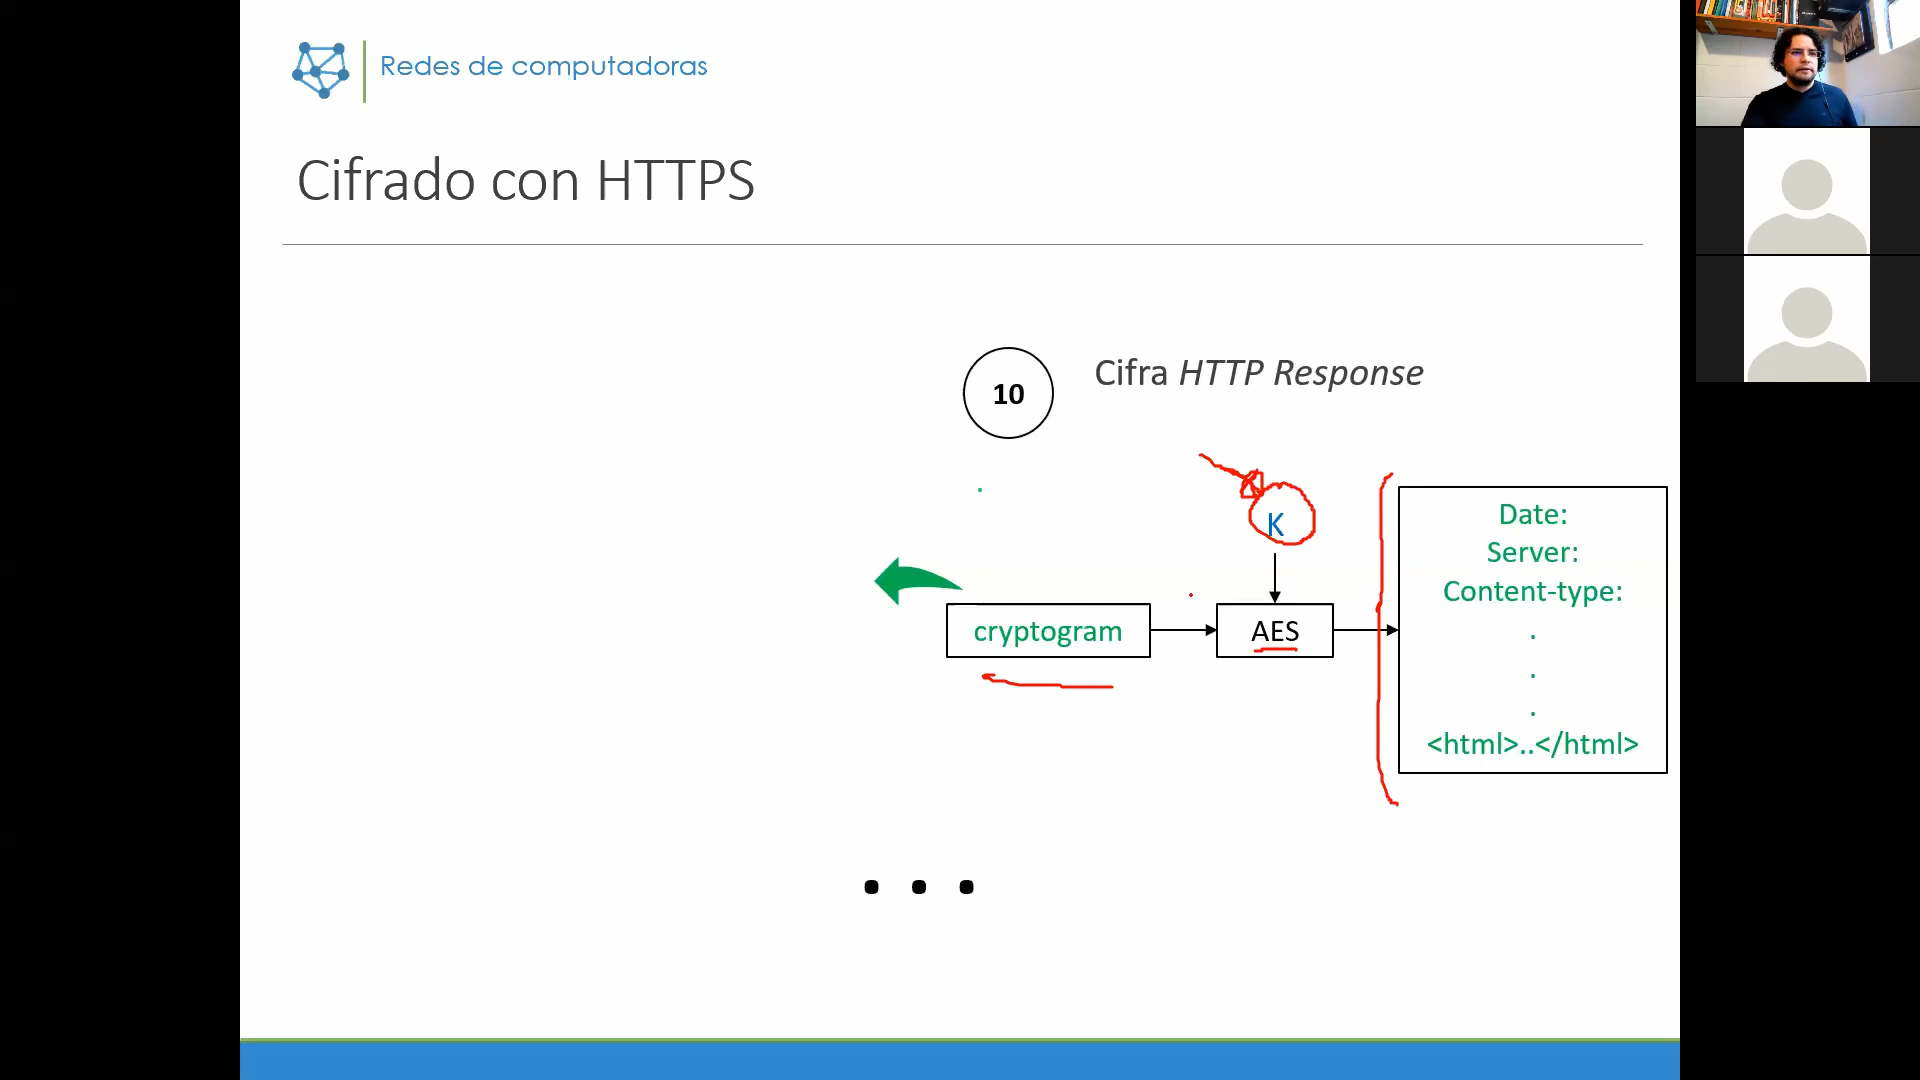 Redes de computadoras
Cifrado con HTTPS
10
Cifra HTTP Response
K
cryptogram
AES
Date:
Server:
Content-type:
.
.
.
<html>..</html>
. . .